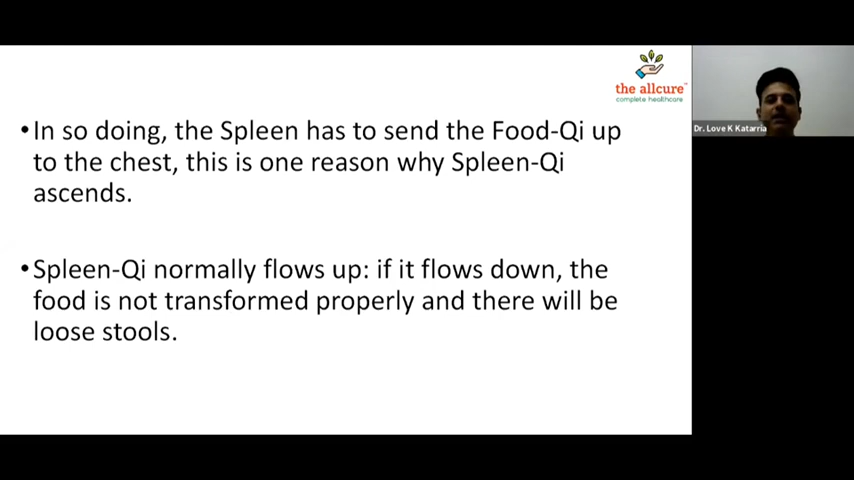 the allcure™
complete healthcare
Dr. Love K Katarria
•In so doing, the Spleen has to send the Food-Qi up
to the chest, this is one reason why Spleen-Qi
ascends.
•Spleen-Qi normally flows up: if it flows down, the
food is not transformed properly and there will be
loose stools.